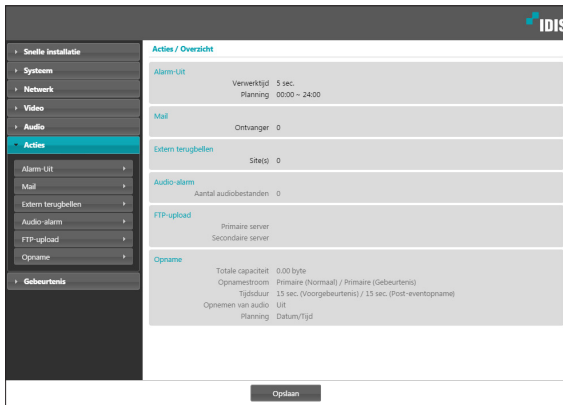 IDIS
Snelle installatie
Systeem
Netwerk
Video
Audio
Acties
Alarm-Uit
Mail
Extern terugbellen
Audio-alarm
FTP-upload
Opname
Gebeurtenis
Acties / Overzicht
Alarm-Uit
Verwerktijd 5 sec.
Planning 00:00 ~ 24:00
Mail
Ontvanger 0
Extern terugbellen
Site(s) 0
Audio-alarm
Aantal audiobestanden 0
FTP-upload
Primaire server
Secondaire server
Opname
Totale capaciteit 0.00 byte
Opnamestroom Primaire (Normaal) / Primaire (Gebeurtenis)
Tijdsduur 15 sec. (Voorgebeurtenis) / 15 sec. (Post-eventopname)
Opnemen van audio Uit
Planning Datum/Tijd
Opslaan